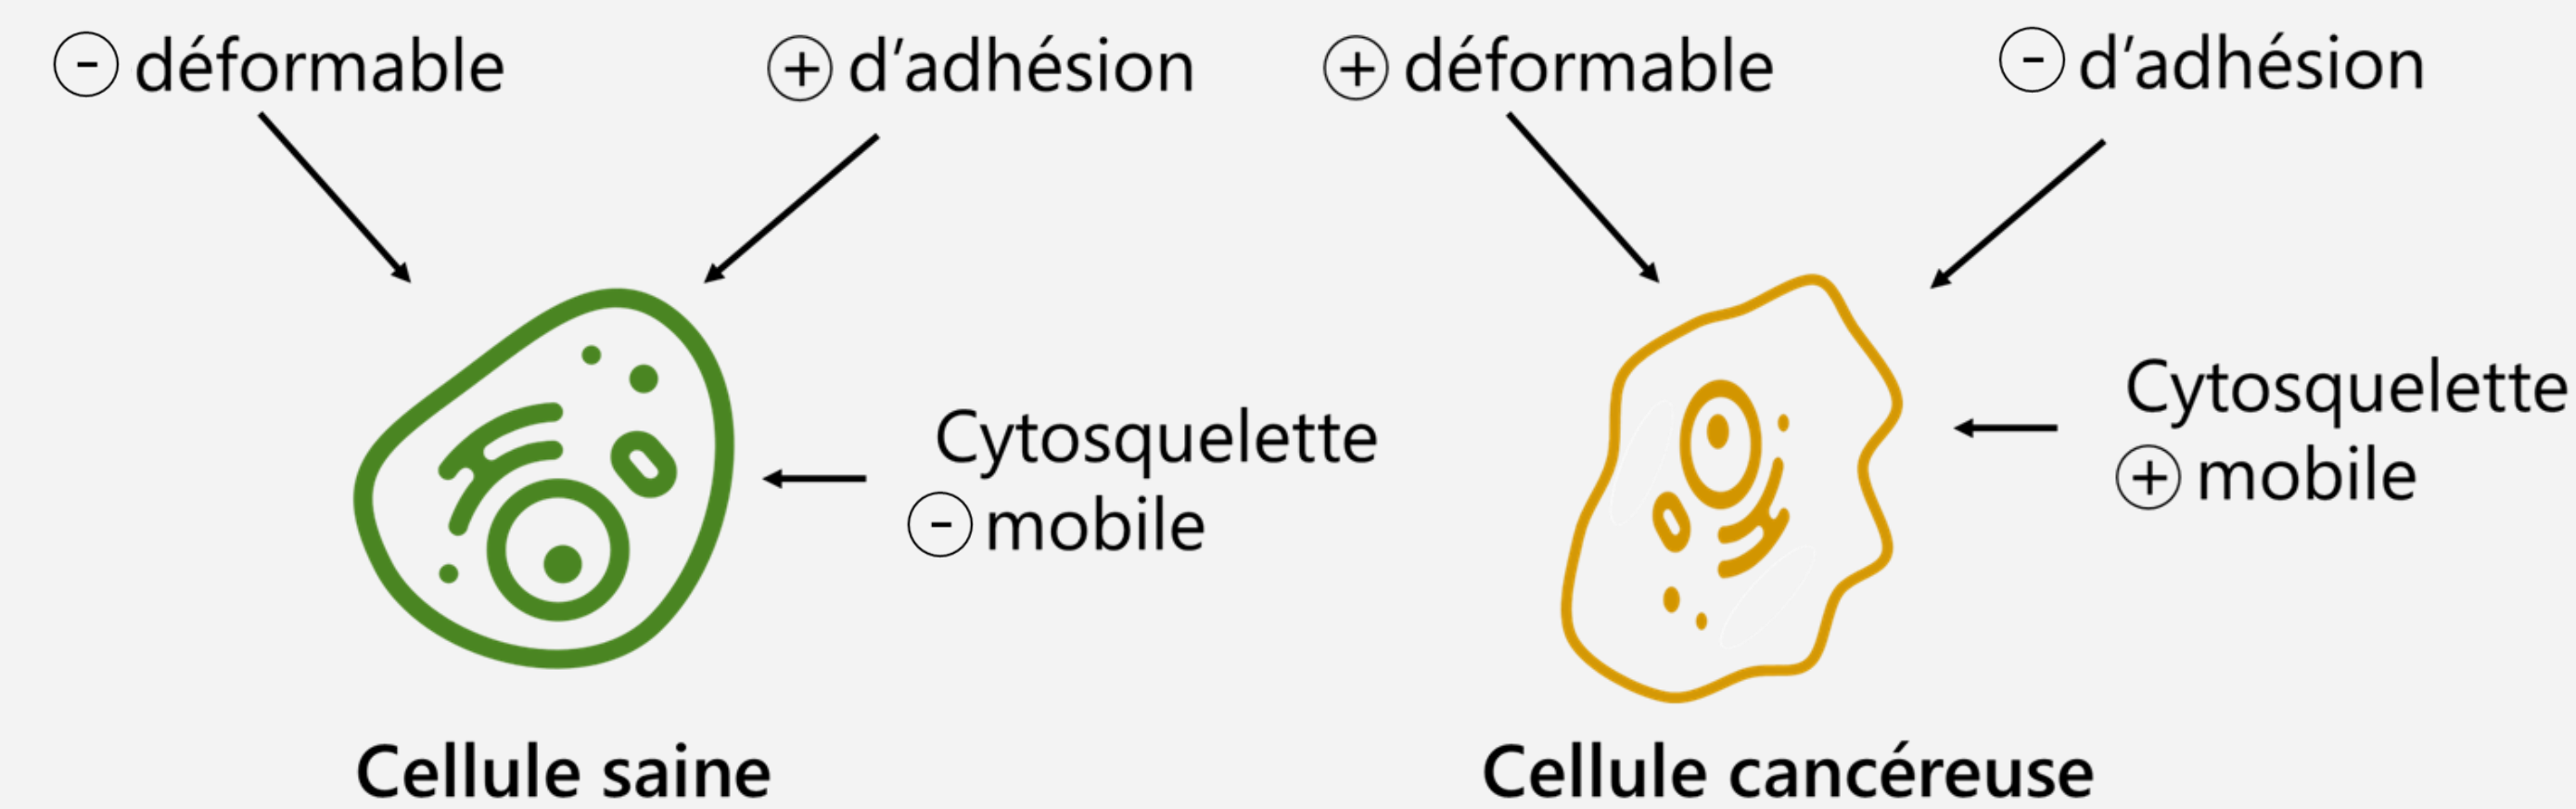 - déformable
+ d’adhésion
+ déformable
- d’adhésion
Cytosquelette
- mobile
Cytosquelette
+ mobile
Cellule saine
Cellule cancéreuse